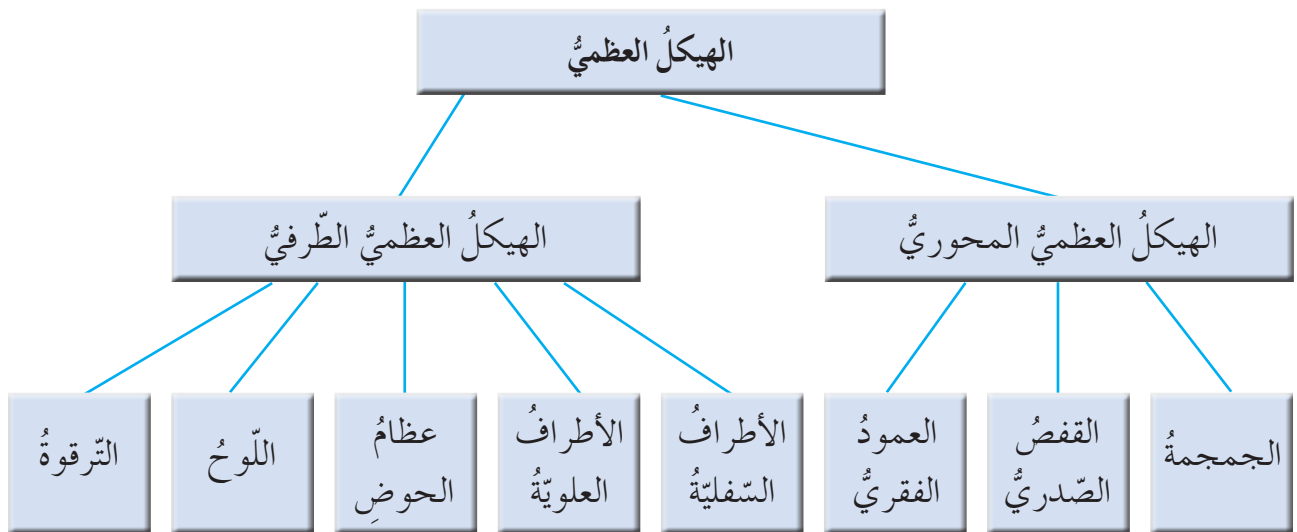 الهيكلُ العظميُّ
الهيكلُ العظميُّ المحوريُّ
الهيكلُ العظميُّ الطّرفيُّ
الجمجمةُ
القفصُ
الصّدريُّ
العمودُ
الفقريُّ
الأطرافُ
السّفليّةُ
الأطرافُ
العلويّةُ
عظامُ
الحوضِ
اللّوحُ
التّرقوةُ